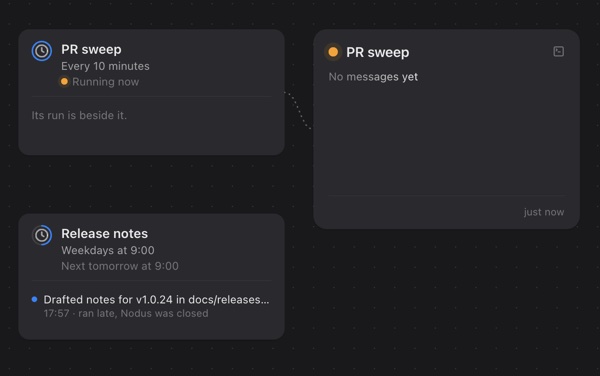 PR sweep
Every 10 minutes
Running now
Its run is beside it.
PR sweep
No messages yet
just now
Release notes
Weekdays at 9:00
Next tomorrow at 9:00
Drafted notes for v1.0.24 in docs/releases...
17:57 · ran late, Nodus was closed